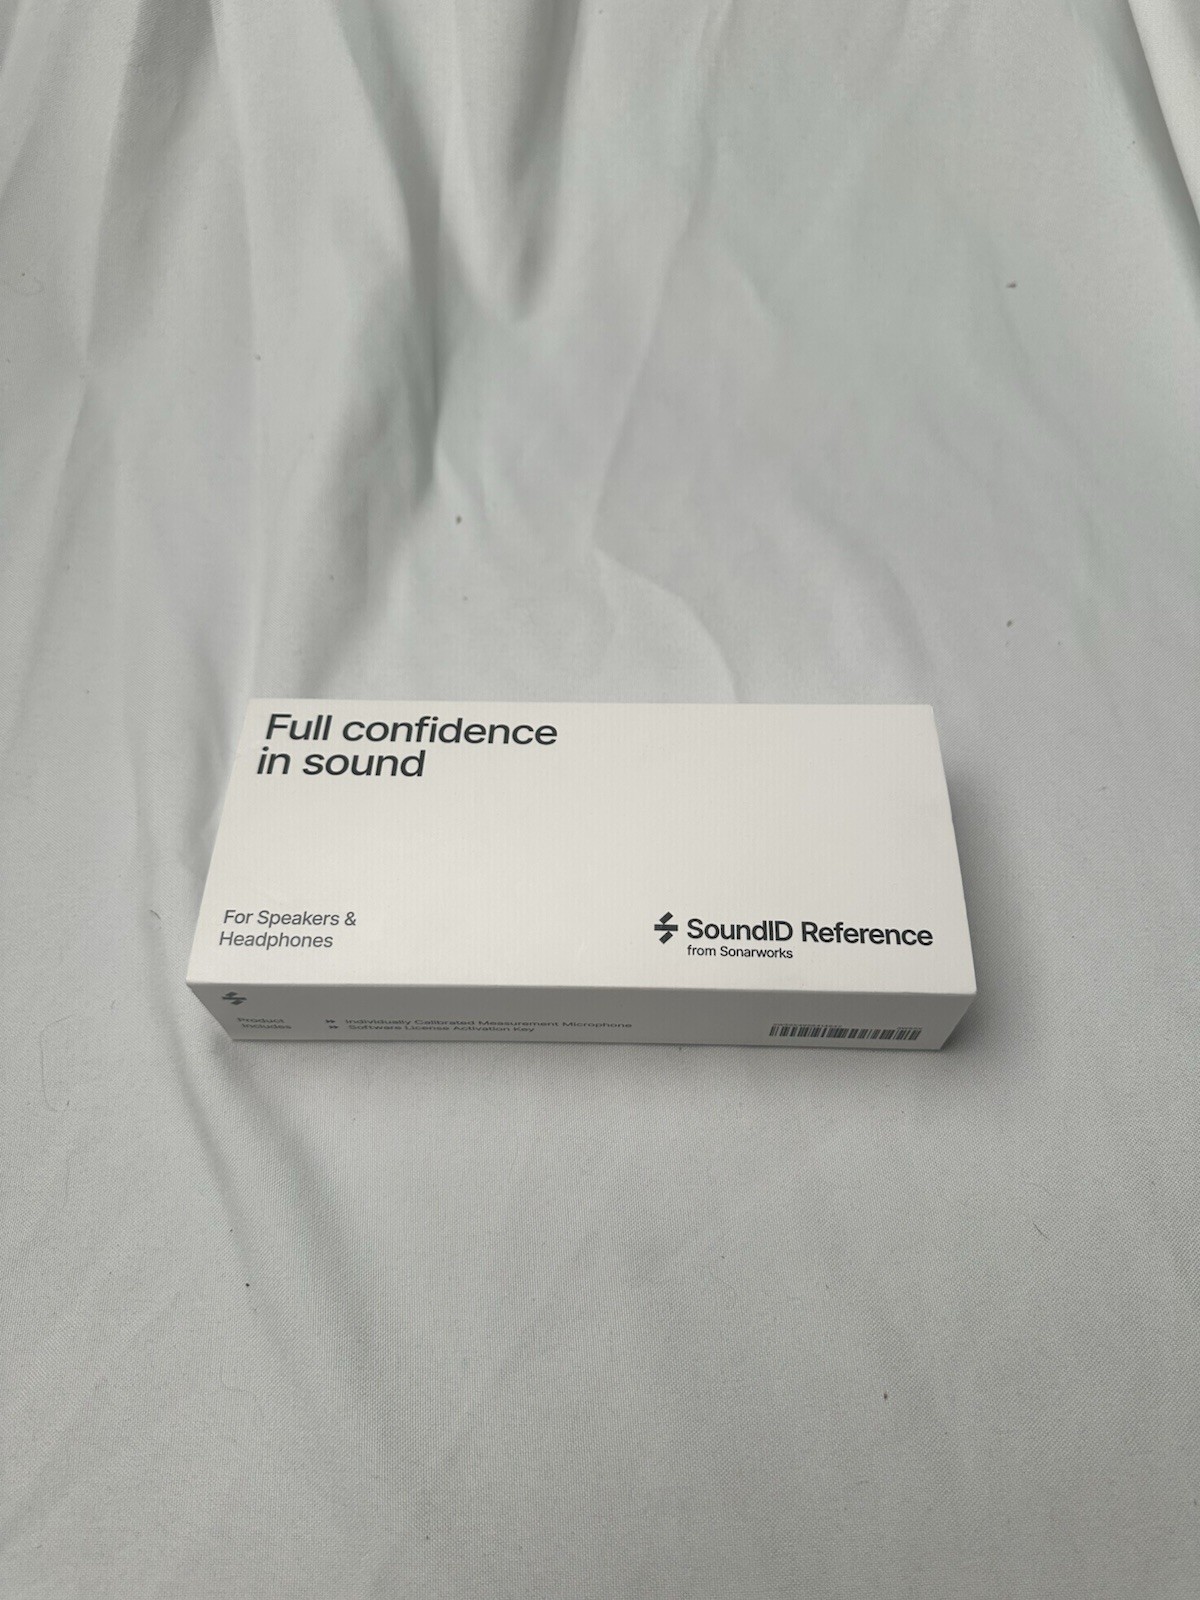 Full confidence
in sound
For Speakers &
Headphones
SoundID Reference
from Sonarworks
Product
Includes
Individually Calibrated Measurement Microphone
Software License Activation Key